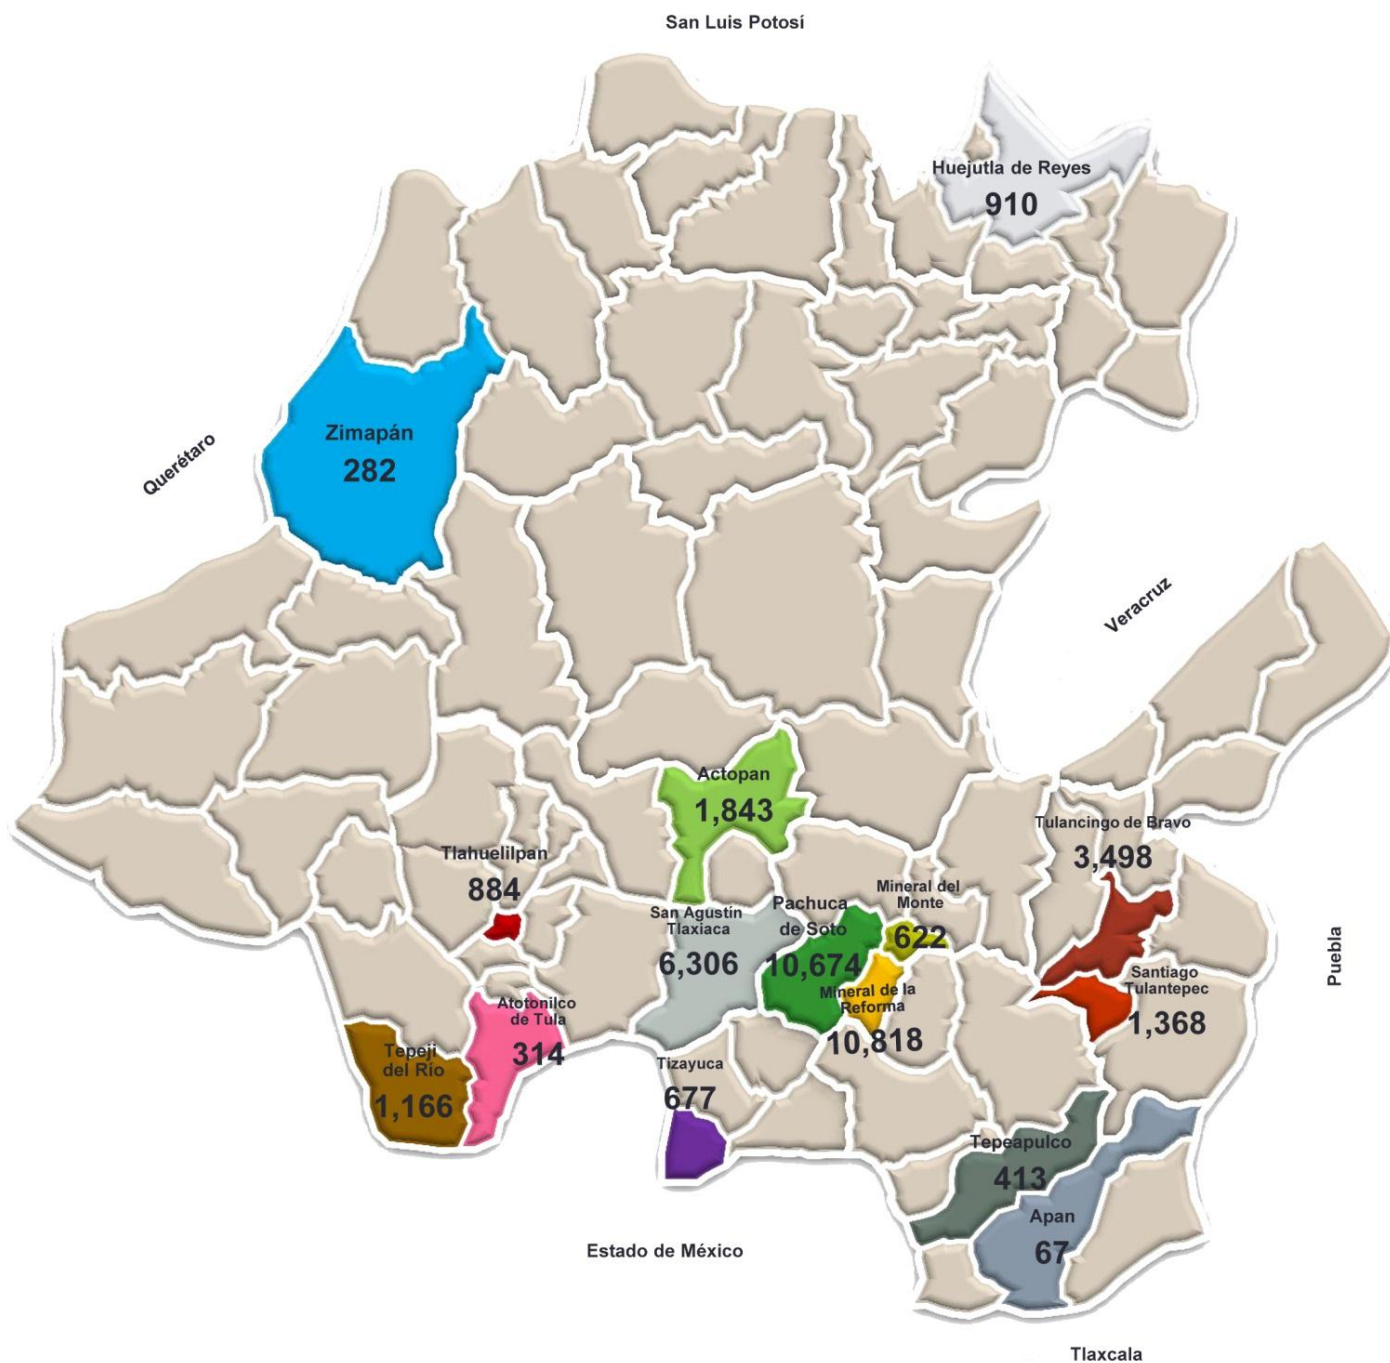 San Luis Potosí
Huejutla de Reyes
910
Querétaro
Zimapán
282
Veracruz
Actopan
1,843
Tulancingo de Bravo
3,498
Tlahuelilpan
884
Mineral del
Monte
622
San Agustín
Tlaxiaca
6,306
Pachuca
de Soto
10,674
Mineral de la
Reforma
10,818
Puebla
Santiago
Tulantepec
1,368
Atotonilco
de Tula
314
Tepeji
del Río
1,166
Tizayuca
677
Tepeapulco
413
Apan
67
Estado de México
Tlaxcala